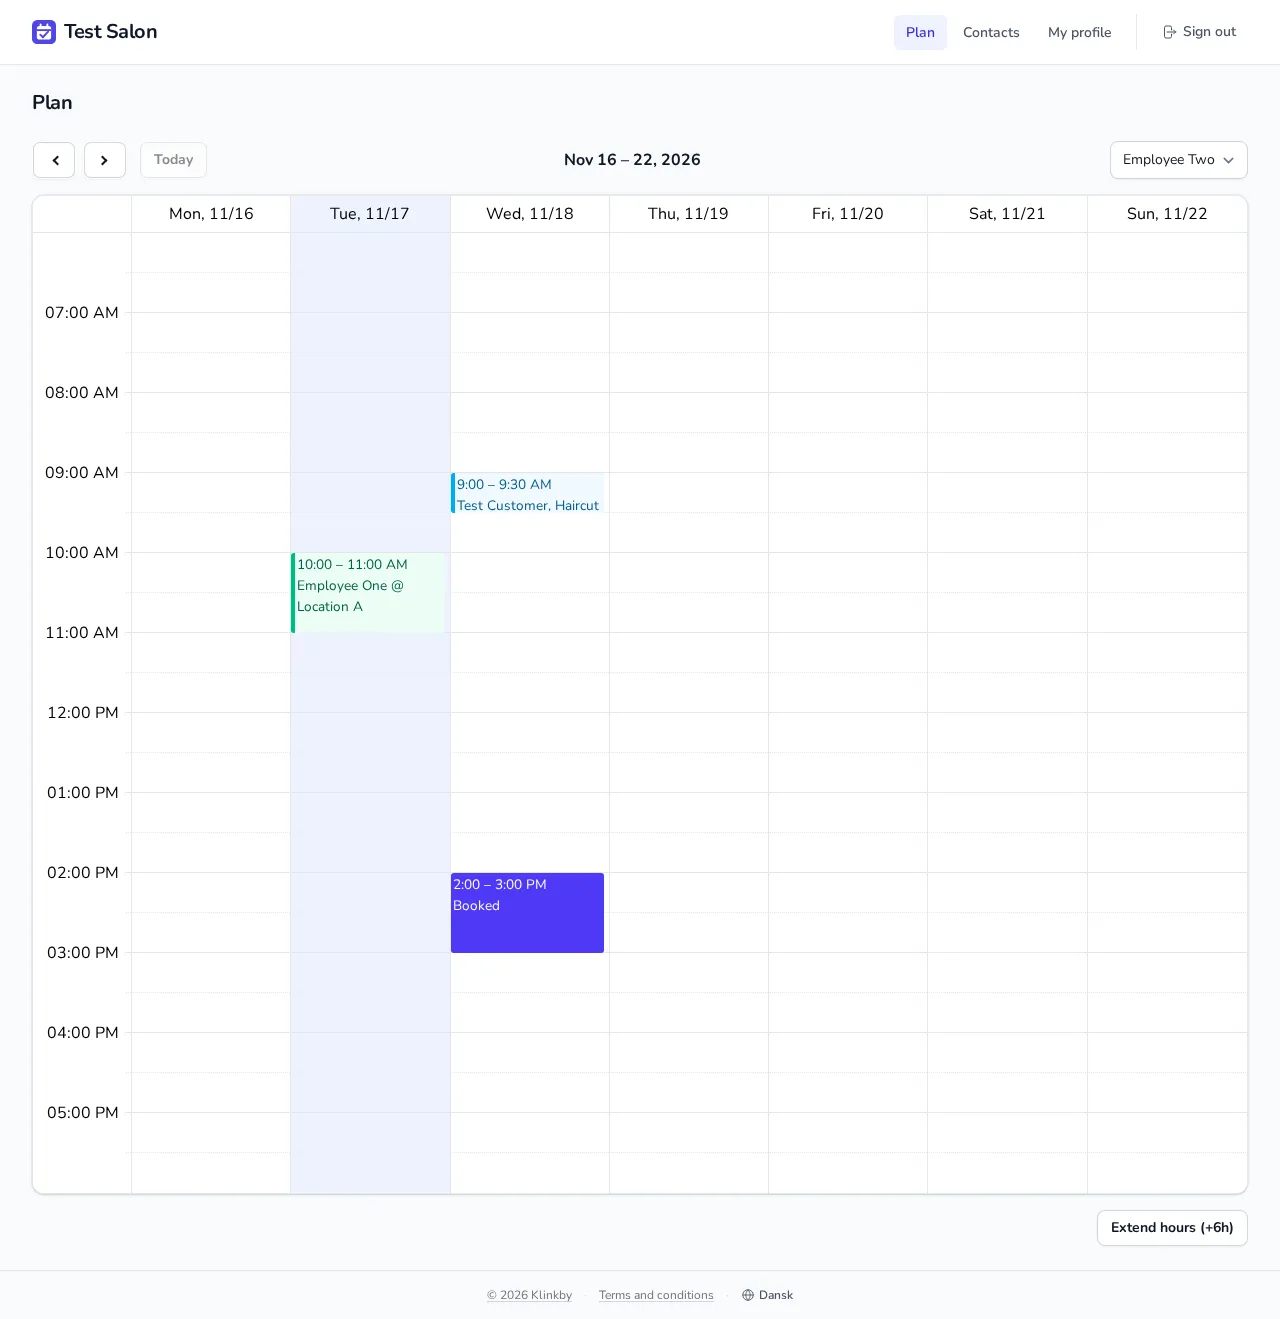 Test Salon
Plan
Contacts
My profile
Sign out
Plan
Today
Nov 16 – 22, 2026
Employee Two
Mon, 11/16
Tue, 11/17
Wed, 11/18
Thu, 11/19
Fri, 11/20
Sat, 11/21
Sun, 11/22
07:00 AM
08:00 AM
09:00 AM
9:00 – 9:30 AM
Test Customer, Haircut
10:00 AM
10:00 – 11:00 AM
Employee One @
Location A
11:00 AM
12:00 PM
01:00 PM
02:00 PM
2:00 – 3:00 PM
Booked
03:00 PM
04:00 PM
05:00 PM
Extend hours (+6h)
© 2026 Klinkby · Terms and conditions · Dansk